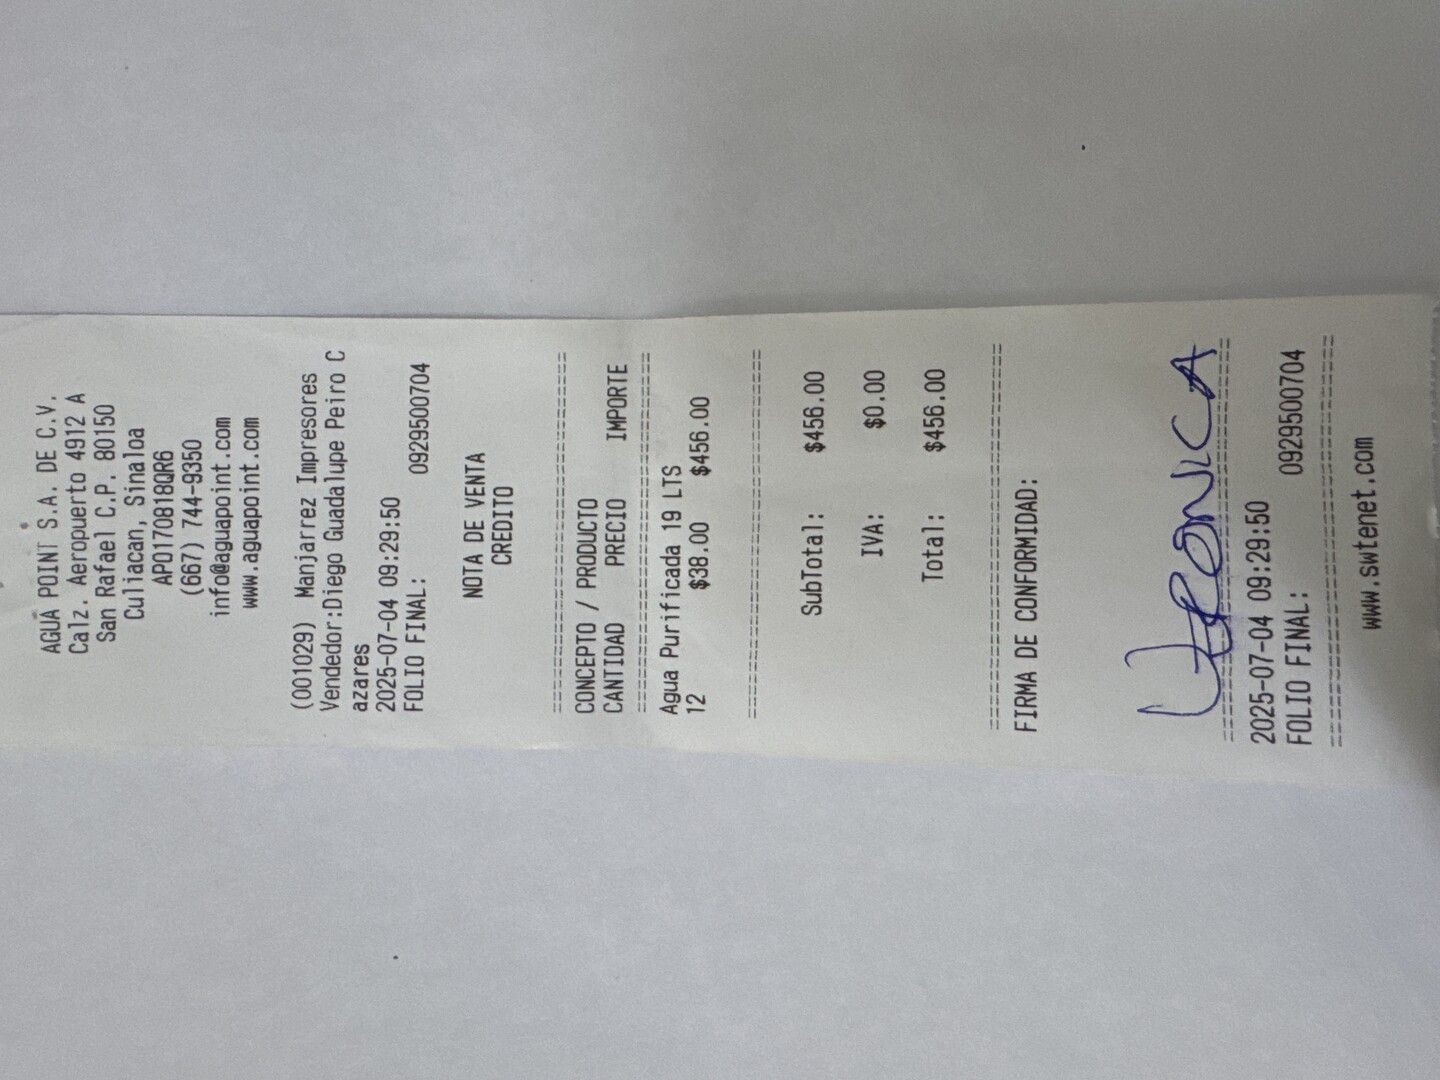 AGUA POINT S.A. DE C.V.
Calz. Aeropuerto 4912 A
San Rafael C.P. 80150
Culiacan, Sinaloa
APO170818QR6
(667) 744-9350
info@aguapoint.com
www.aguapoint.com
(001029) Manjarrez Impresores
Vendedor:Diego Guadalupe Peiro C
azares
2025-07-04 09:29:50
FOLIO FINAL: 0929500704
NOTA DE VENTA
CREDITO
================================
CONCEPTO / PRODUCTO
CANTIDAD PRECIO IMPORTE
================================
Agua Purificada 19 LTS
12 $38.00 $456.00
================================
SubTotal: $456.00
IVA: $0.00
Total: $456.00
================================
FIRMA DE CONFORMIDAD:
VERONICA
================================
2025-07-04 09:29:50
FOLIO FINAL: 0929500704
================================
www.swtenet.com